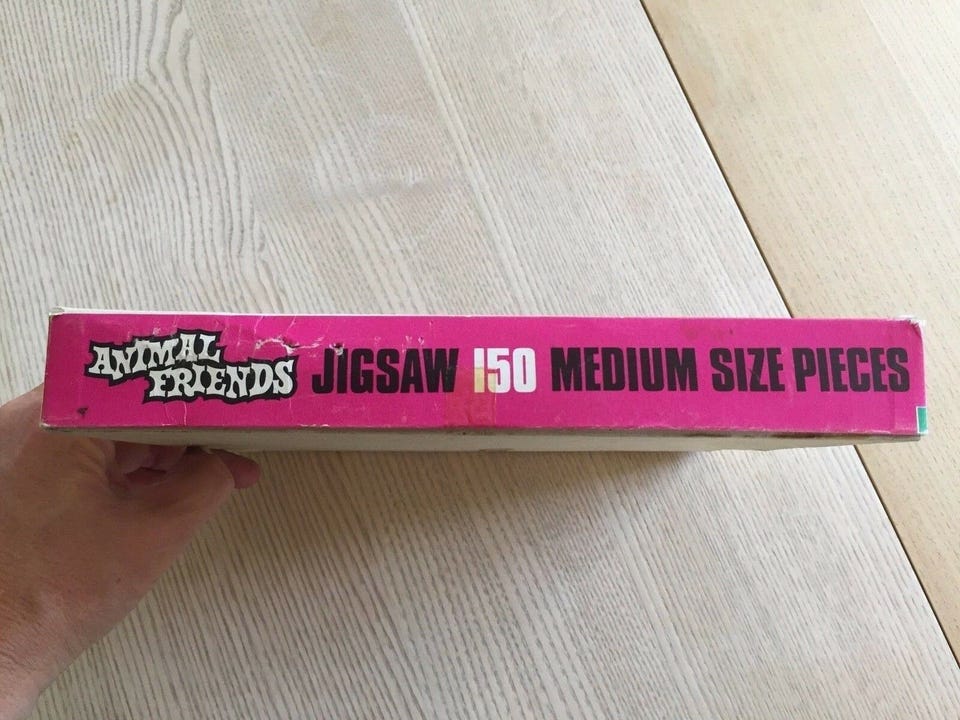 ANIMAL
FRIENDS
JIGSAW 150 MEDIUM SIZE PIECES